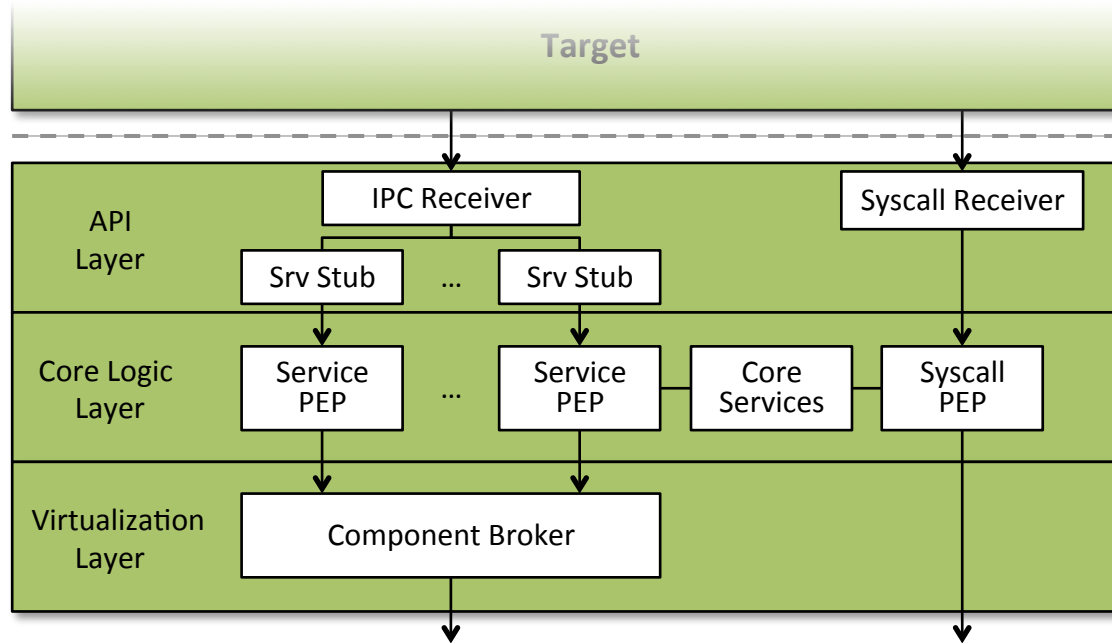 Target
IPC Receiver
Syscall Receiver
API
Layer
Srv Stub
...
Srv Stub
Core Logic
Layer
Service
PEP
...
Service
PEP
Core
Services
Syscall
PEP
Virtualization
Layer
Component Broker